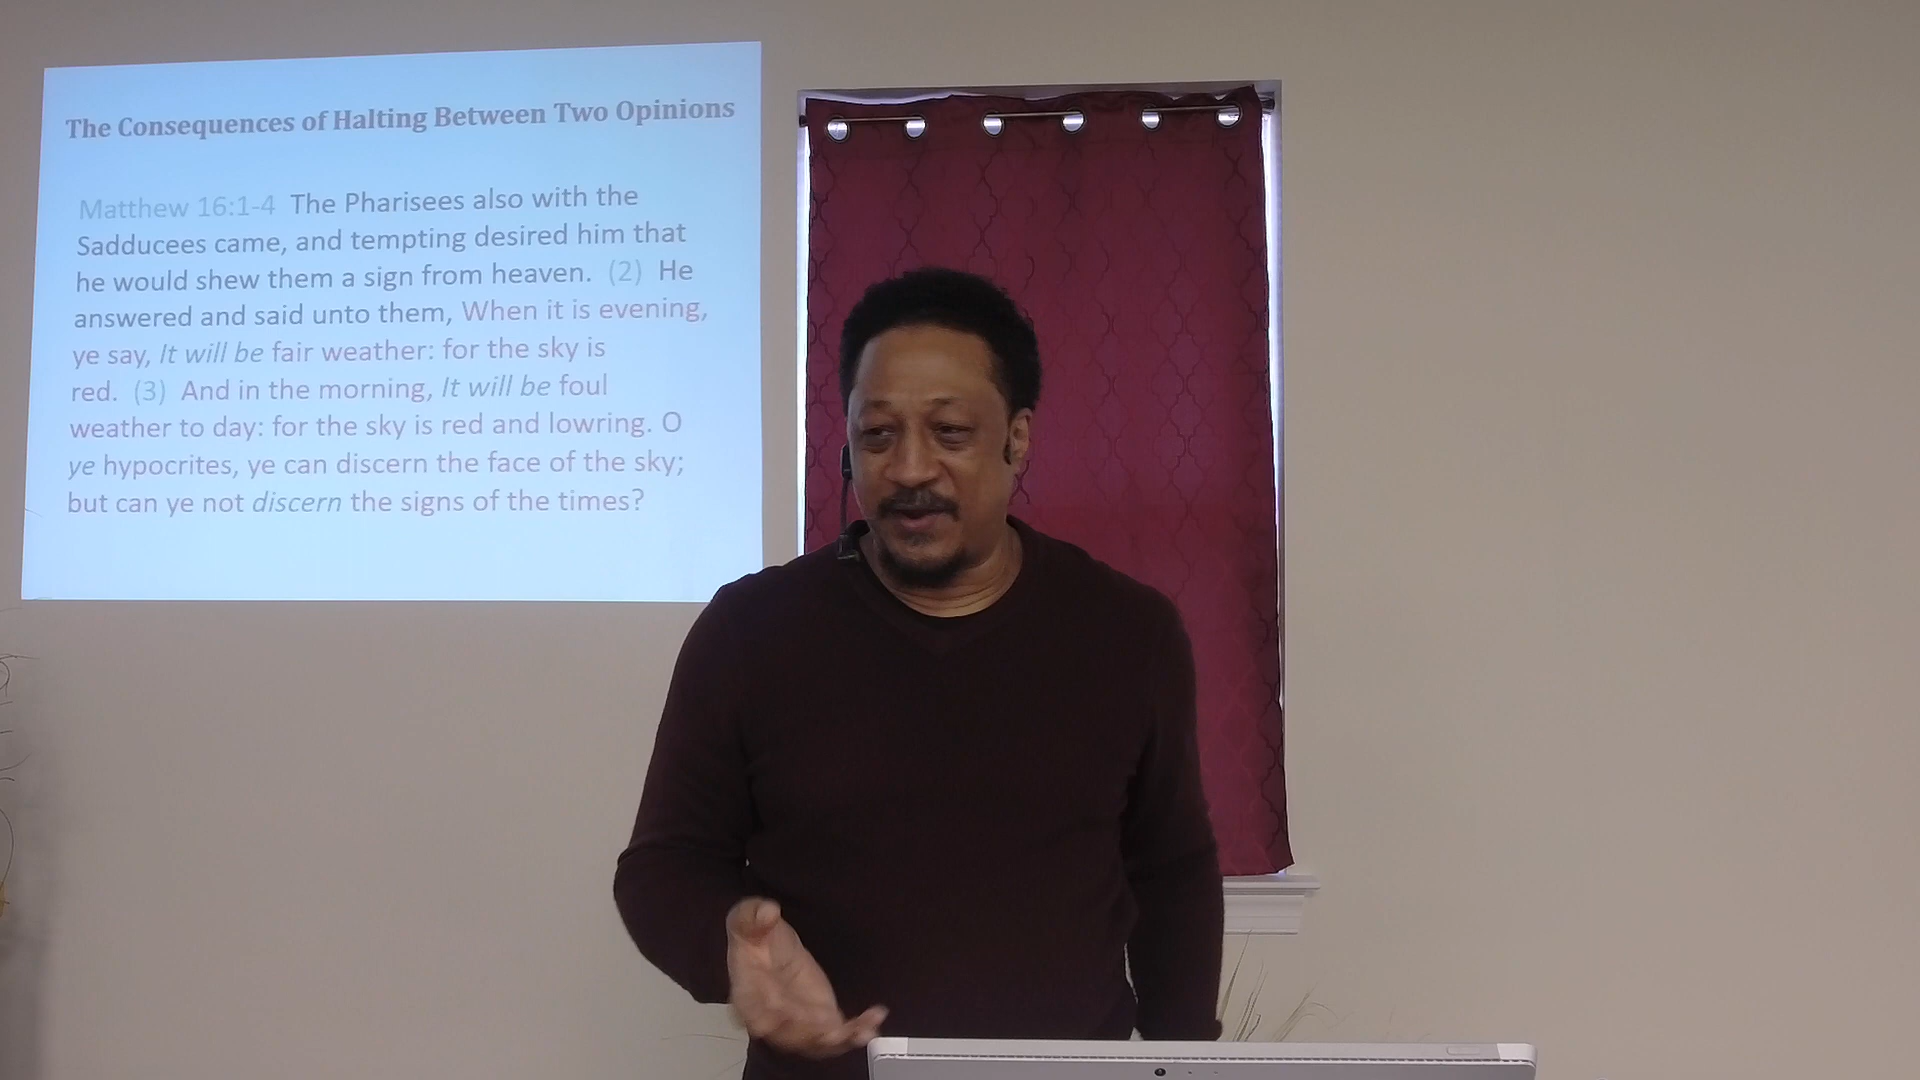 The Consequences of Halting Between Two Opinions
Matthew 16:1-4 The Pharisees also with the
Sadducees came, and tempting desired him that
he would shew them a sign from heaven. (2) He
answered and said unto them, When it is evening,
ye say, It will be fair weather: for the sky is
red. (3) And in the morning, It will be foul
weather to day: for the sky is red and lowring. O
ye hypocrites, ye can discern the face of the sky;
but can ye not discern the signs of the times?